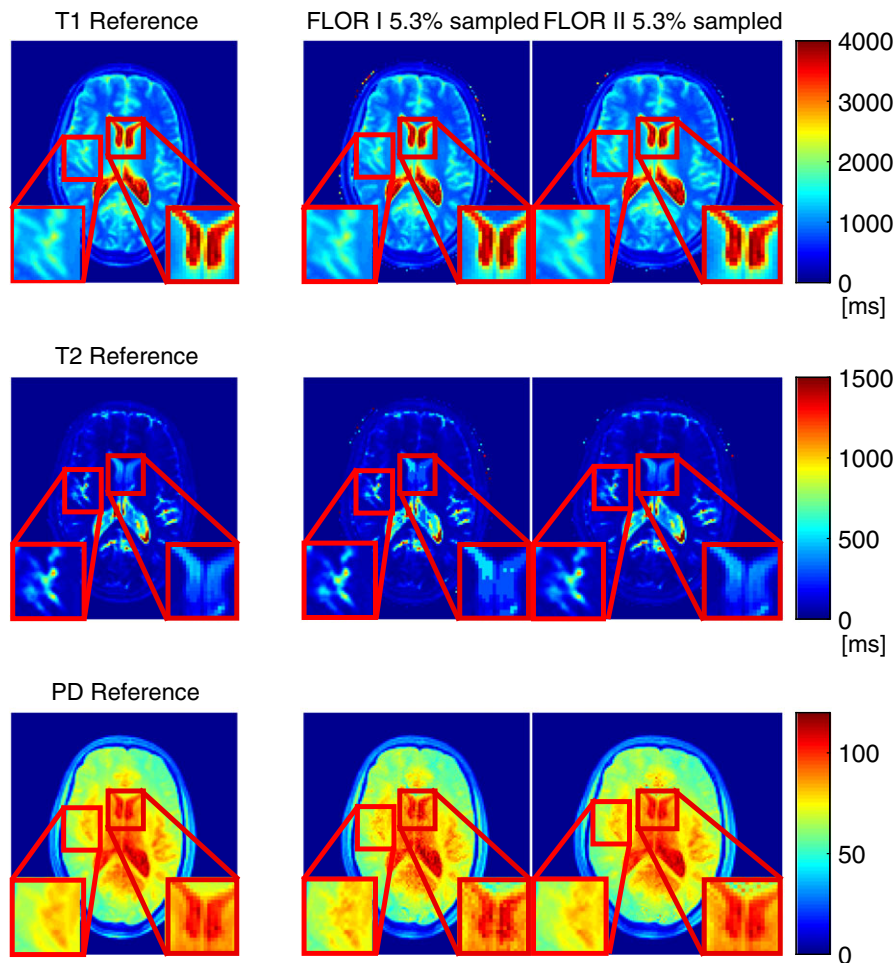 T1 Reference
FLOR I 5.3% sampled
FLOR II 5.3% sampled
4000
3000
2000
1000
0
[ms]
T2 Reference
1500
1000
500
0
[ms]
PD Reference
100
50
0